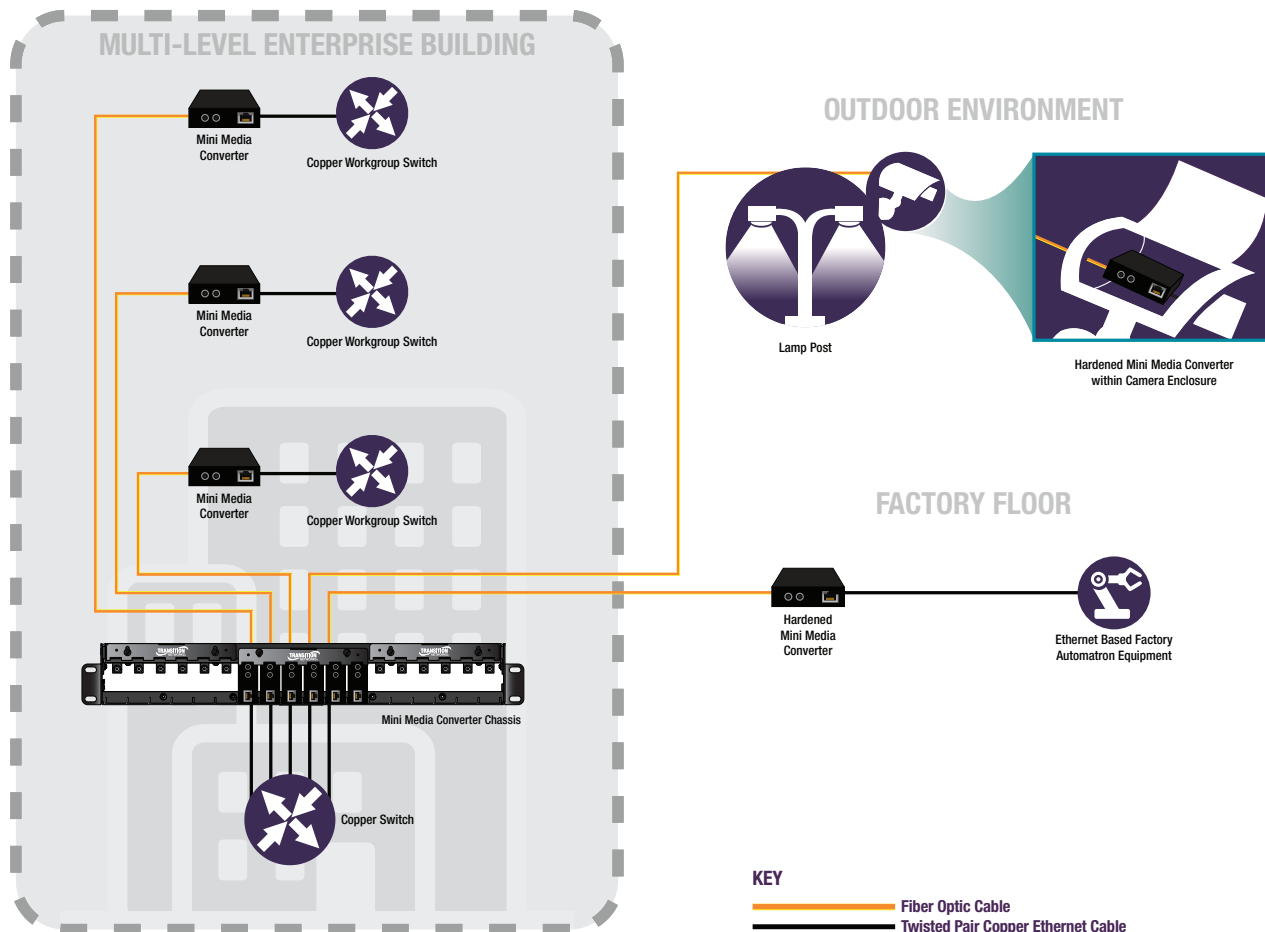 MULTI-LEVEL ENTERPRISE BUILDING
Mini Media
Converter
Copper Workgroup Switch
Mini Media
Converter
Copper Workgroup Switch
Mini Media
Converter
Copper Workgroup Switch
TRANSITION
TRANSITION
TRANSITION
Mini Media Converter Chassis
Copper Switch
OUTDOOR ENVIRONMENT
Lamp Post
Hardened Mini Media Converter
within Camera Enclosure
FACTORY FLOOR
Hardened
Mini Media
Converter
Ethernet Based Factory
Automatron Equipment
KEY
Fiber Optic Cable
Twisted Pair Copper Ethernet Cable